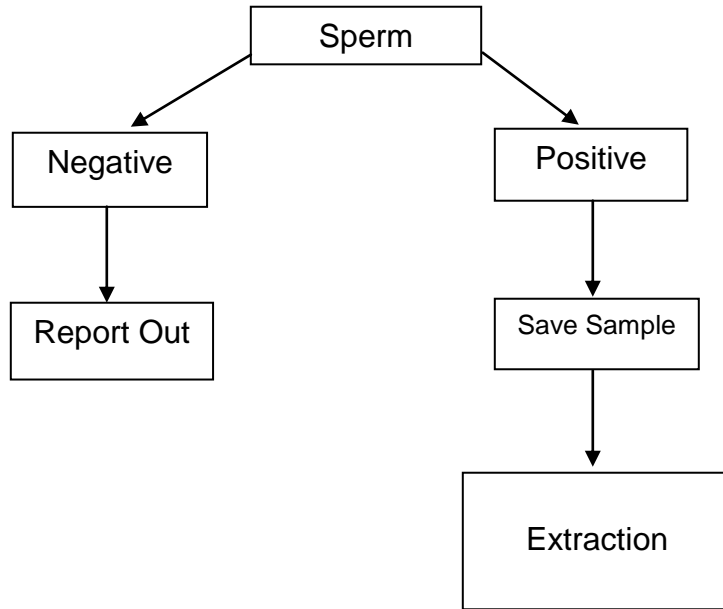 Sperm
Negative
Positive
Report Out
Save Sample
Extraction